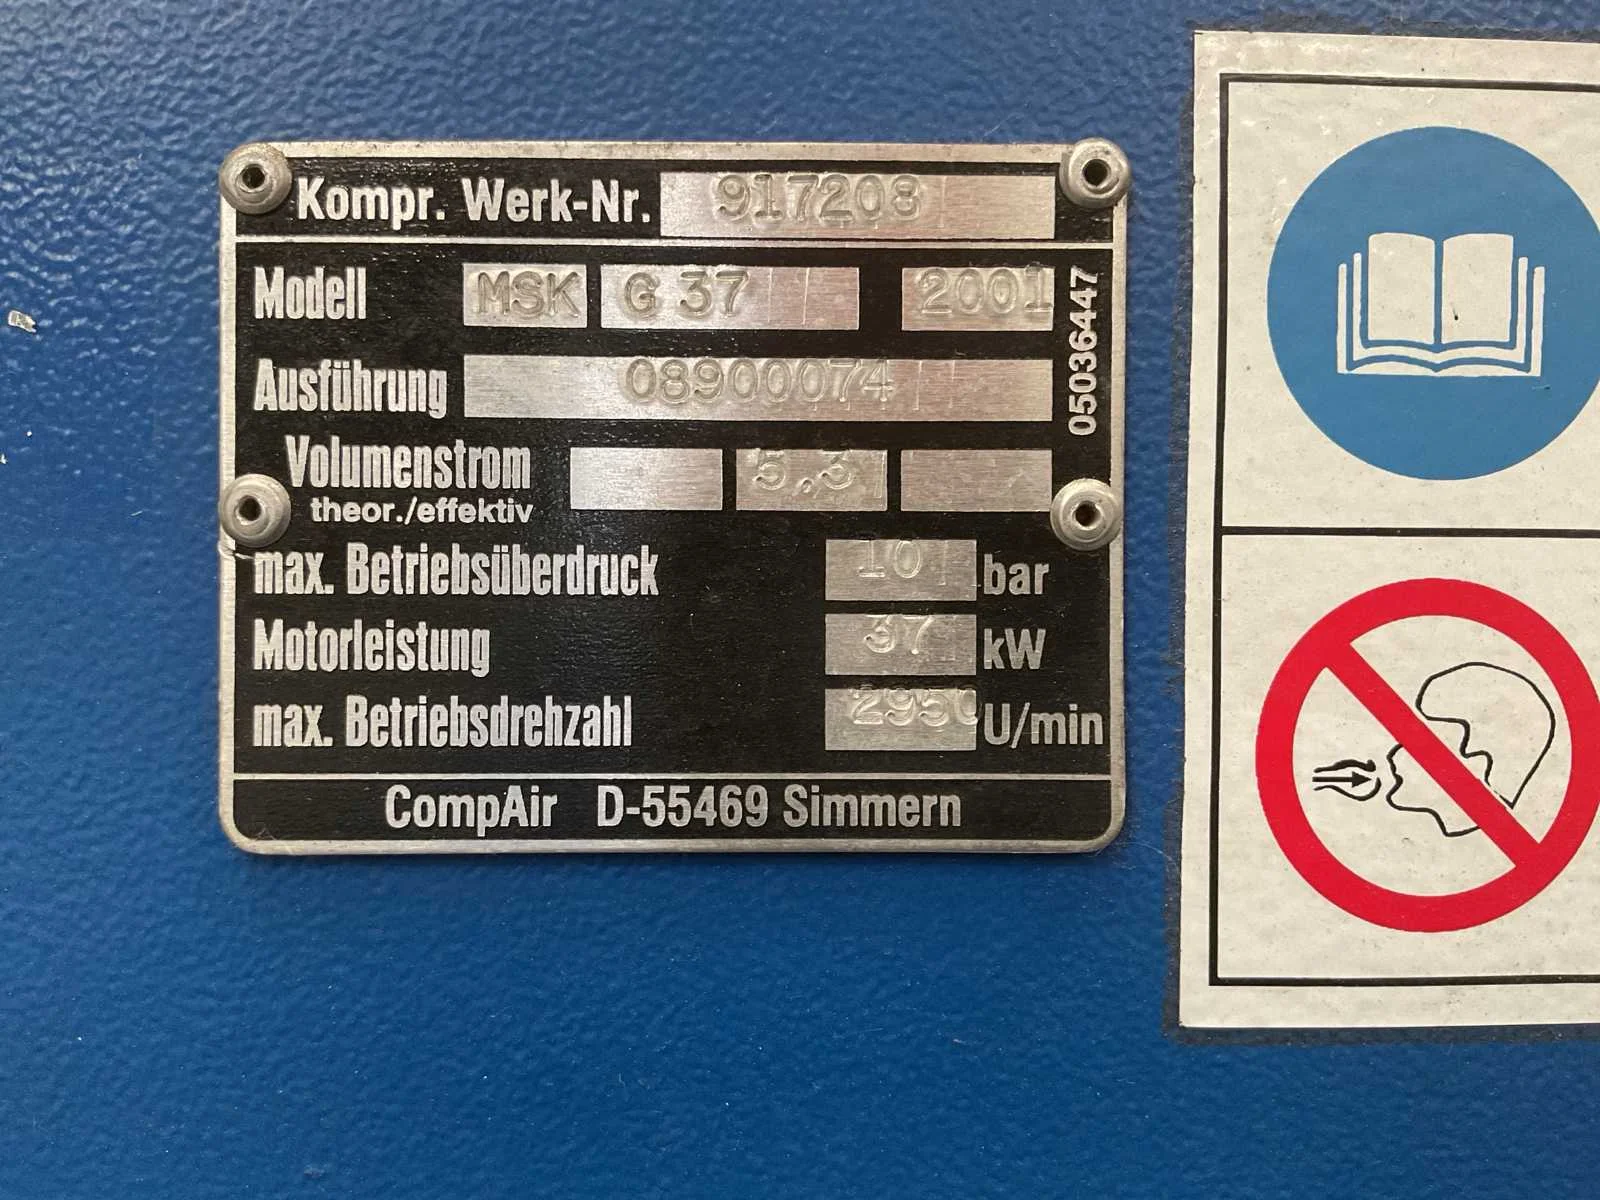 Kompr. Werk-Nr. 917208
Modell MSK G 37 2001
Ausführung 08900074
05036447
Volumenstrom 5,3
theor./effektiv
max. Betriebsüberdruck 10 bar
Motorleistung 37 kW
max. Betriebsdrehzahl 2950 U/min
CompAir D-55469 Simmern